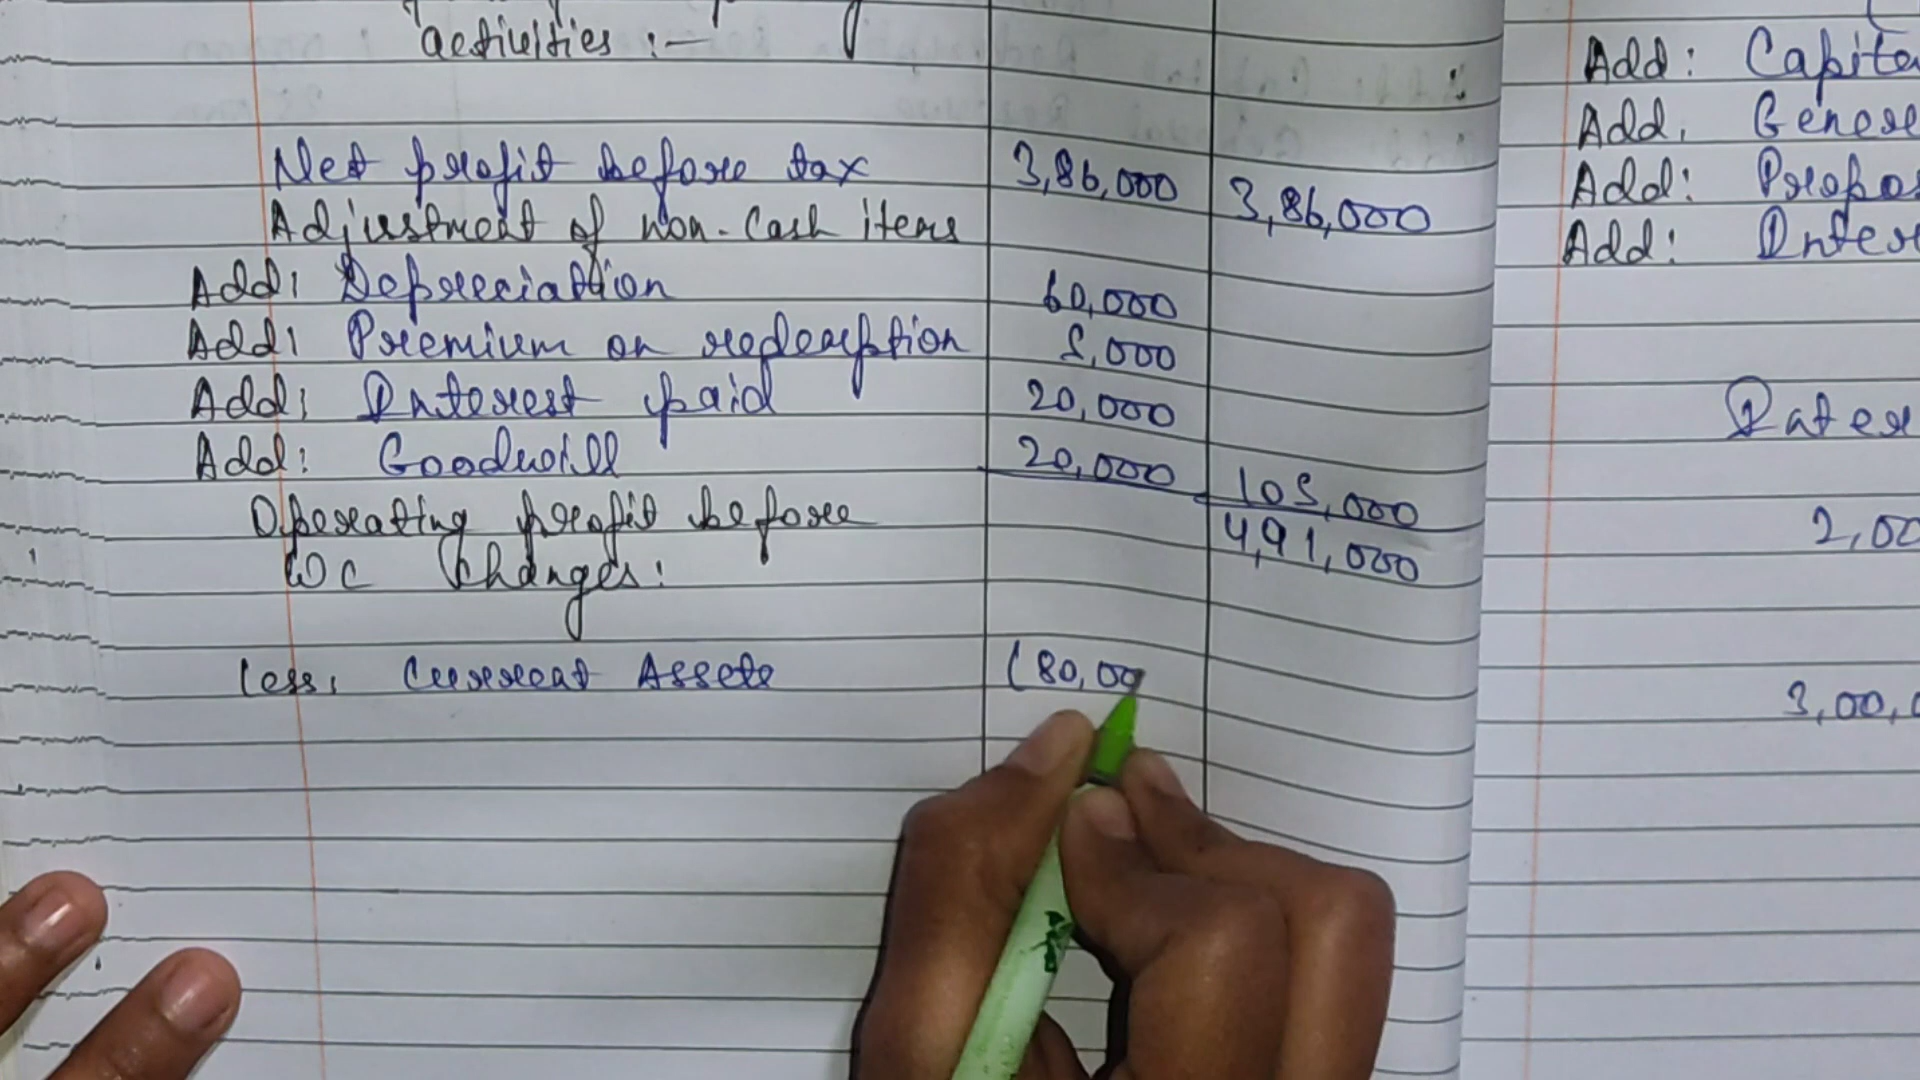 activities :-
Net profit before tax 3,86,000 3,86,000
Adjustment of non-Cash items
Add: Depreciation 60,000
Add: Premium on redemption 5,000
Add: Interest paid 20,000
Add: Goodwill 20,000 105,000
Operating profit before 4,91,000
WC Changes:
Less: Current Assets (80,00
Add: Capita
Add. Genere
Add: Propos
Add: Inter
Inter
2,00
3,00,0